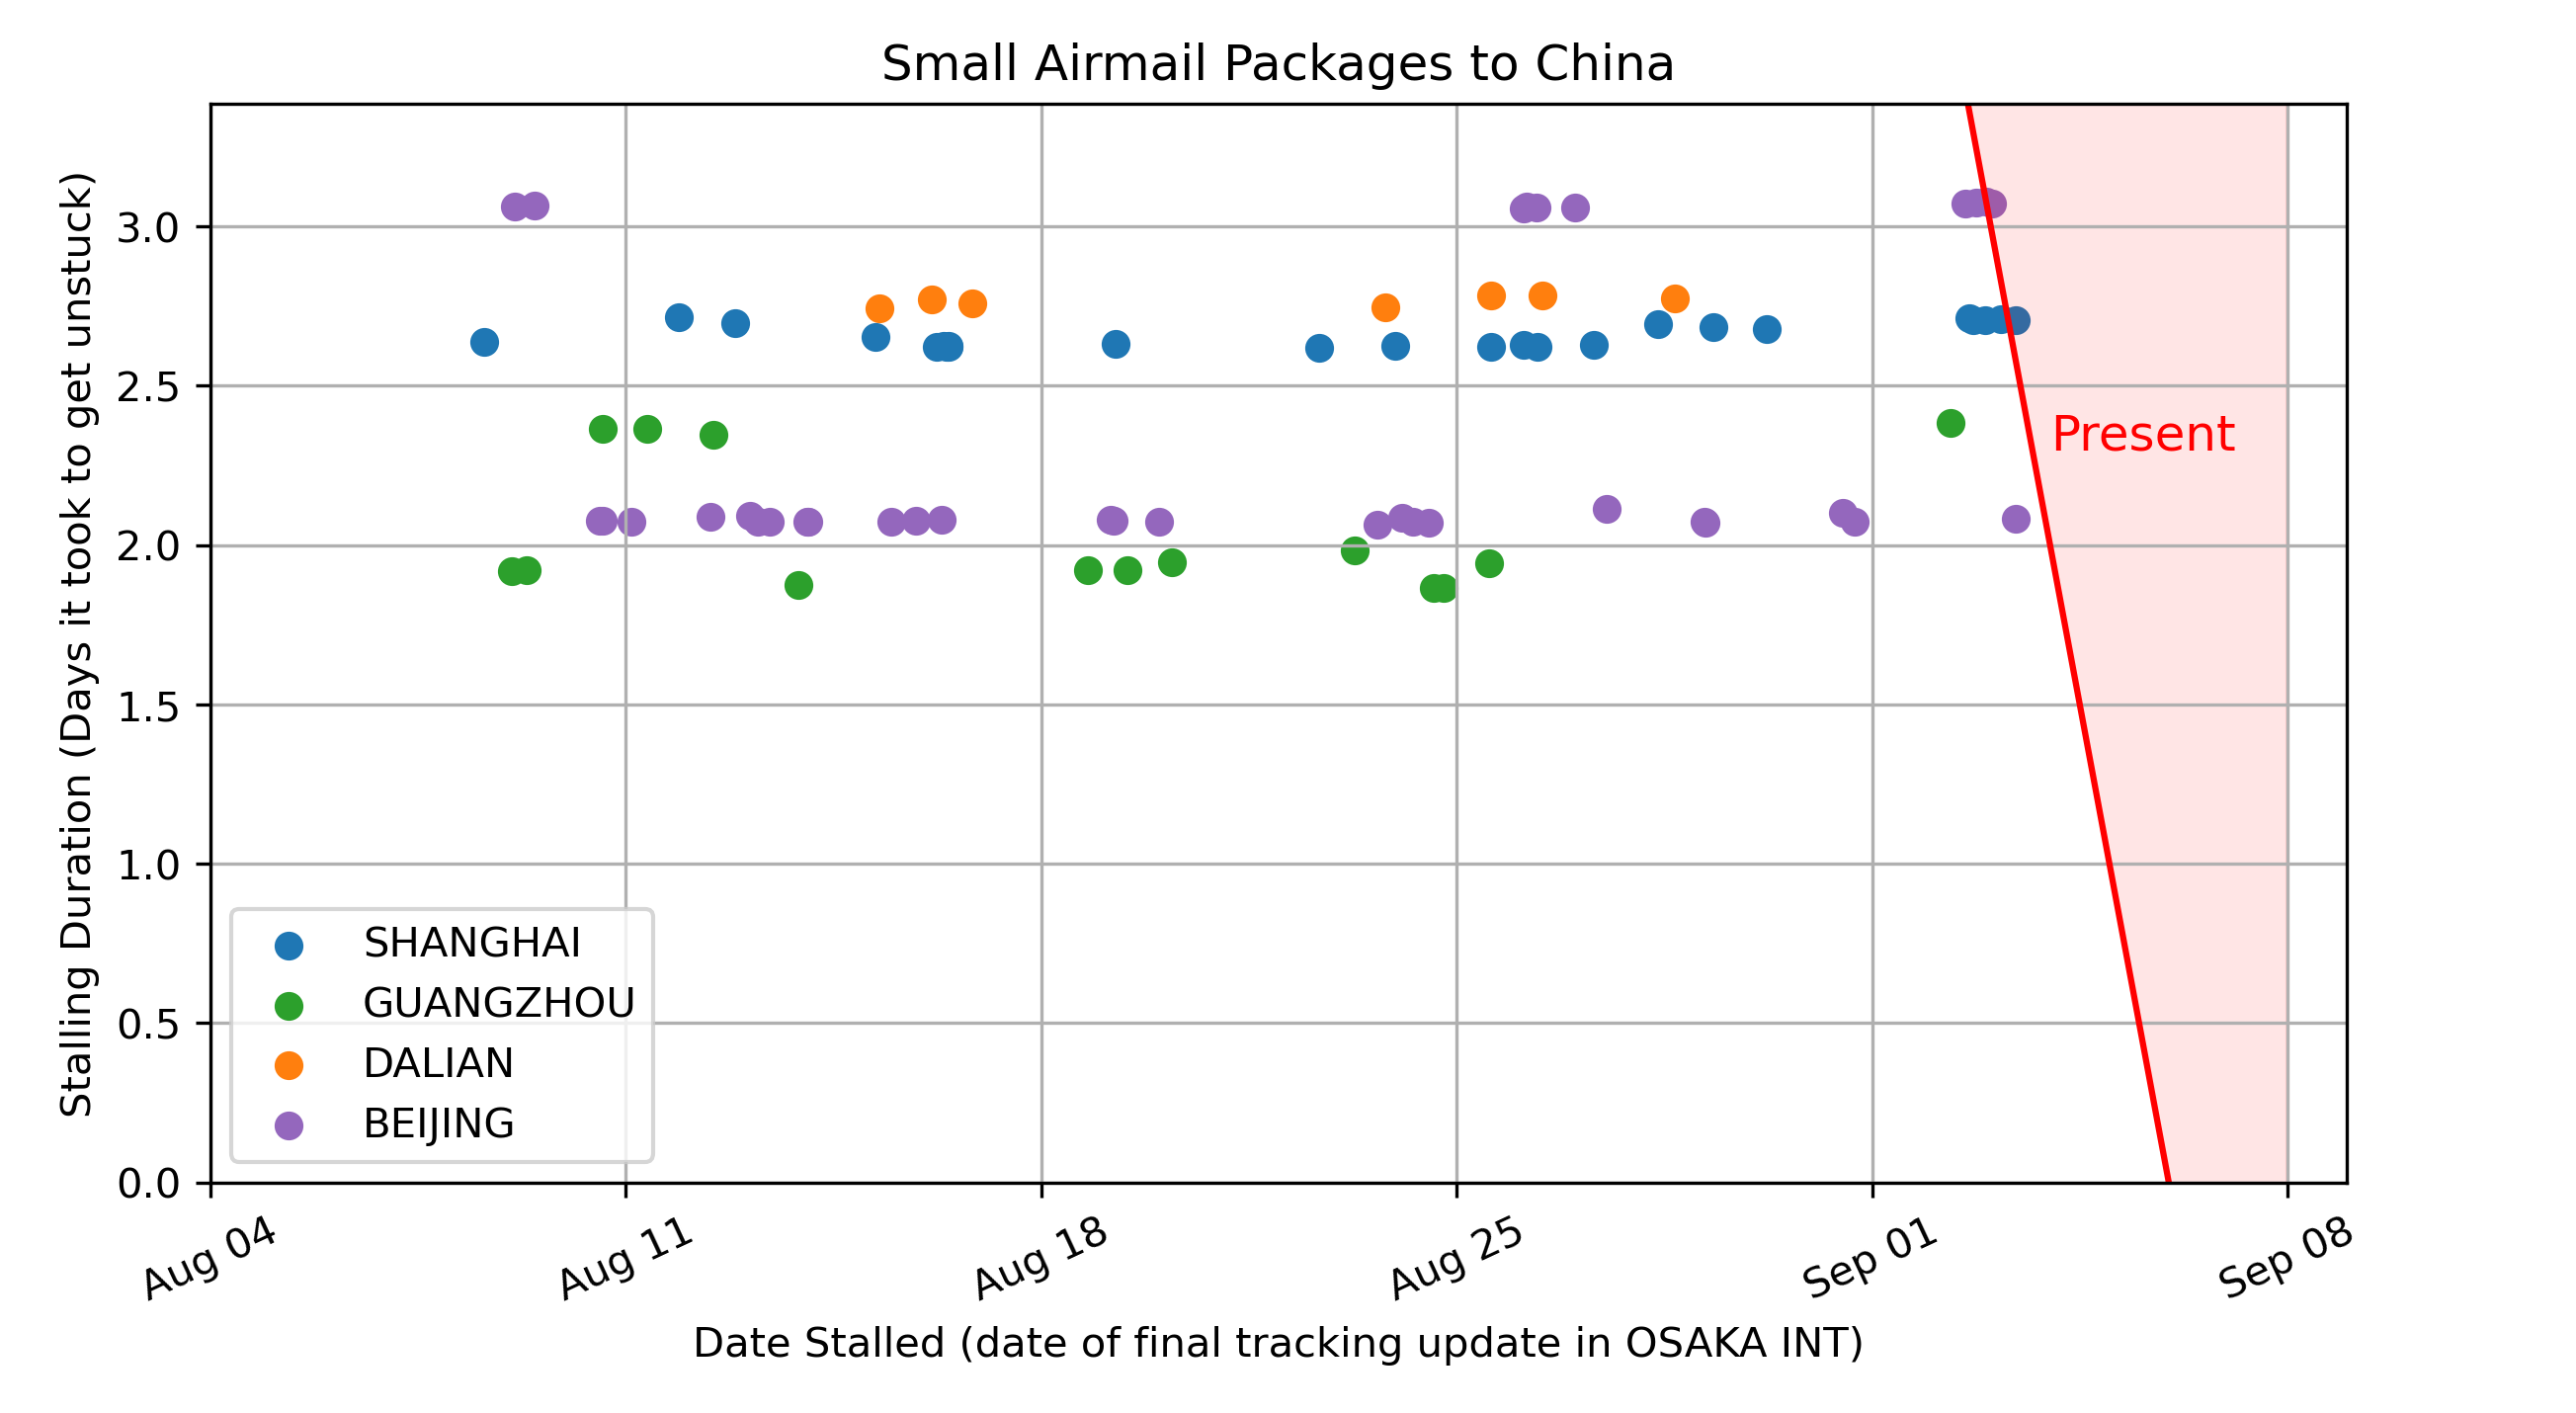 Small Airmail Packages to China
Stalling Duration (Days it took to get unstuck)
3.0
2.5
2.0
1.5
1.0
0.5
0.0
Present
SHANGHAI
GUANGZHOU
DALIAN
BEIJING
Aug 04
Aug 11
Aug 18
Aug 25
Sep 01
Sep 08
Date Stalled (date of final tracking update in OSAKA INT)